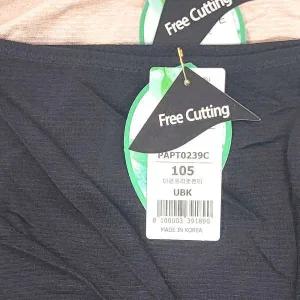 Free Cutting
Free Cutting
PAPT0239C
105
UBK
MADE IN KOREA